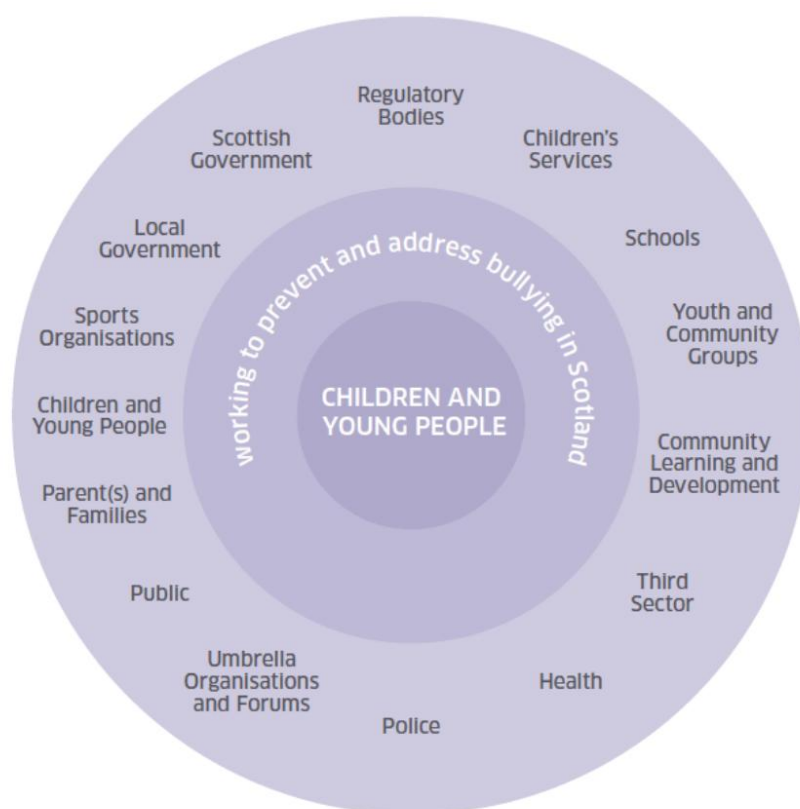 Regulatory
Bodies
Children's
Services
Schools
Youth and
Community
Groups
Community
Learning and
Development
Third
Sector
Health
Police
Umbrella
Organisations
and Forums
Public
Parent(s) and
Families
Children and
Young People
Sports
Organisations
Local
Government
Scottish
Government
working to prevent and address bullying in Scotland
CHILDREN AND
YOUNG PEOPLE